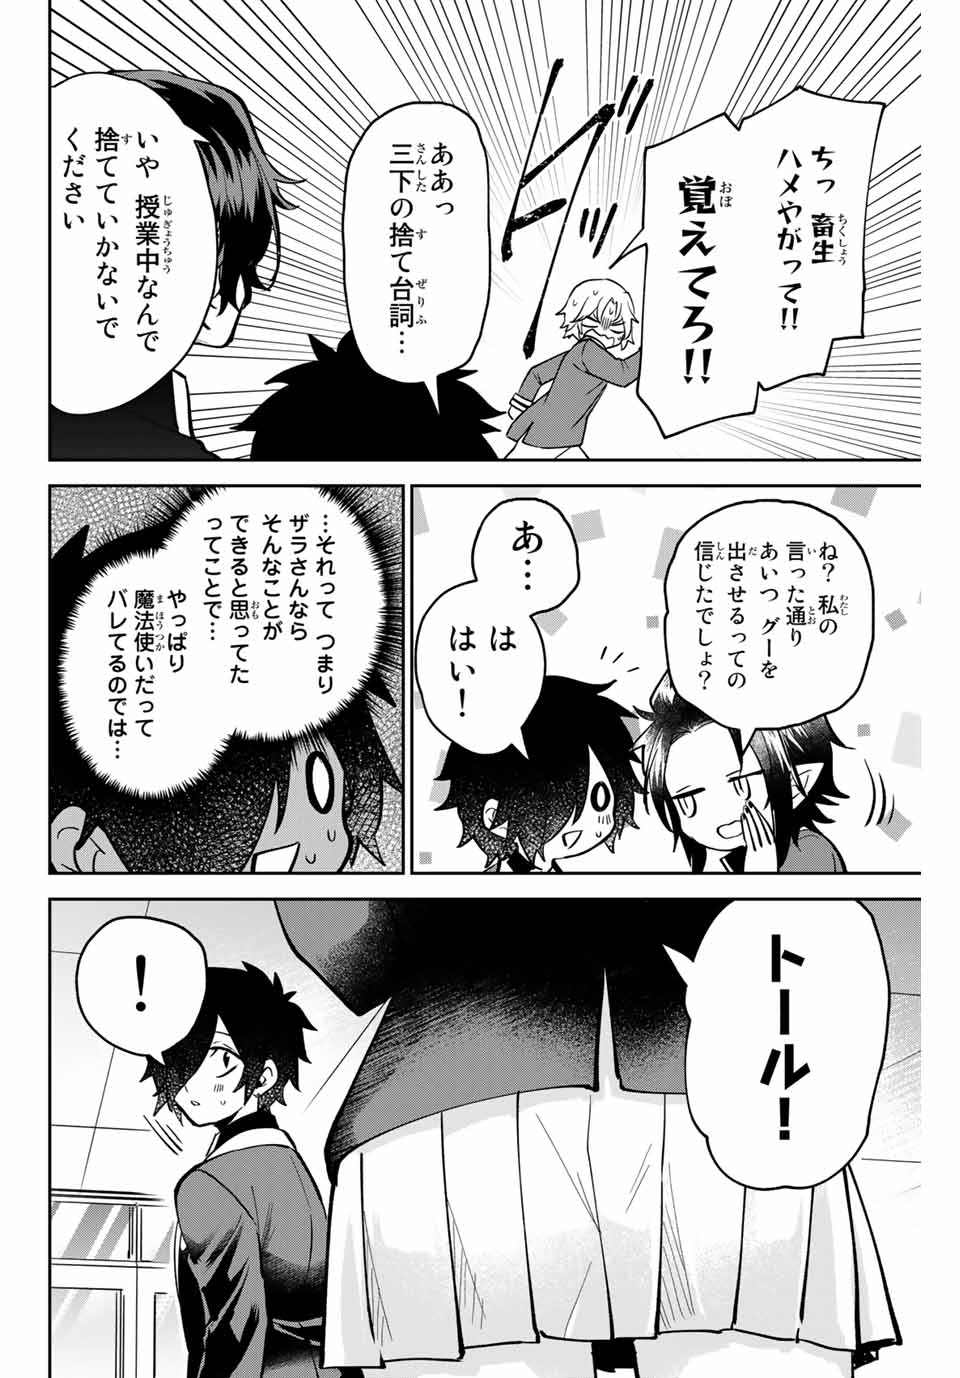 ちっ 畜生
ハメやがって!!
覚えてろ!!
ドドド
ああっ
三下の捨て台詞…
いや 授業中なんで
捨てていかないで
ください
ね? 私の
言った通り
あいつ グーを
出させるっての
信じたでしょ?
あ…
は
はい!
…それって つまり
ザラさんなら
そんなことが
できると思ってた
ってことで…
やっぱり
魔法使いだって
バレてるのでは…
トール!
!